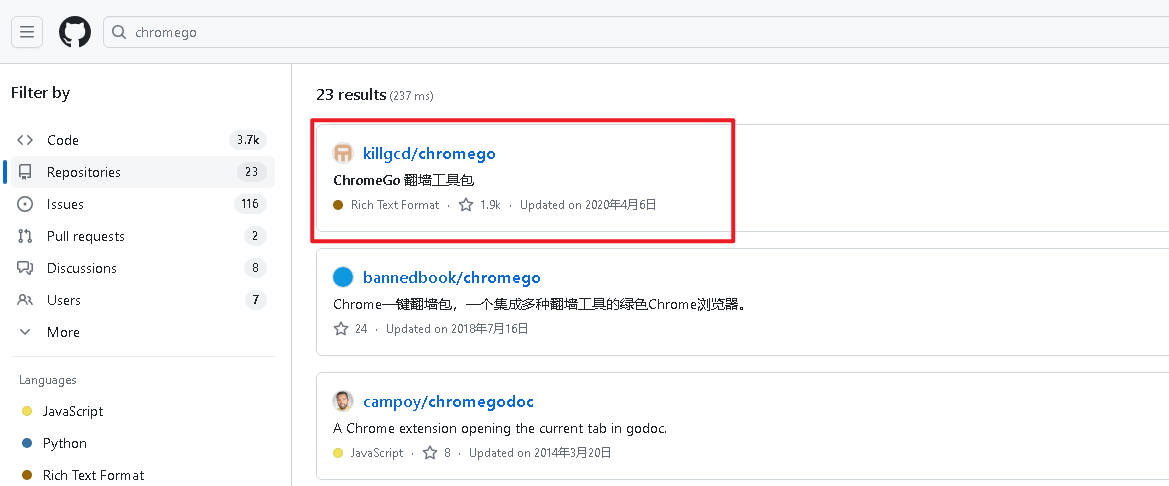 chromego
Filter by
Code 3.7k
Repositories 23
Issues 116
Pull requests 2
Discussions 8
Users 7
More
Languages
JavaScript
Python
Rich Text Format
23 results (237 ms)
killgcd/chromego
ChromeGo 翻墙工具包
Rich Text Format · 1.9k · Updated on 2020年4月6日
bannedbook/chromego
Chrome一键翻墙包，一个集成多种翻墙工具的绿色Chrome浏览器。
24 · Updated on 2018年7月16日
campoy/chromegodoc
A Chrome extension opening the current tab in godoc.
JavaScript · 8 · Updated on 2014年3月20日